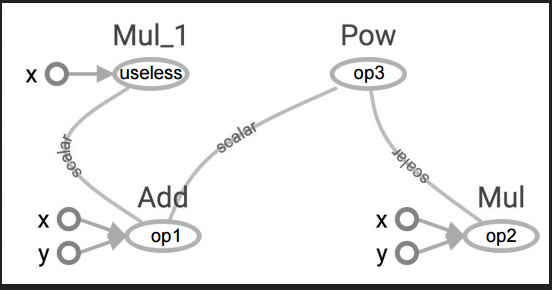 Mul_1
Pow
x
useless
op3
scalar
scalar
scalar
Add
Mul
x
op1
y
x
op2
y